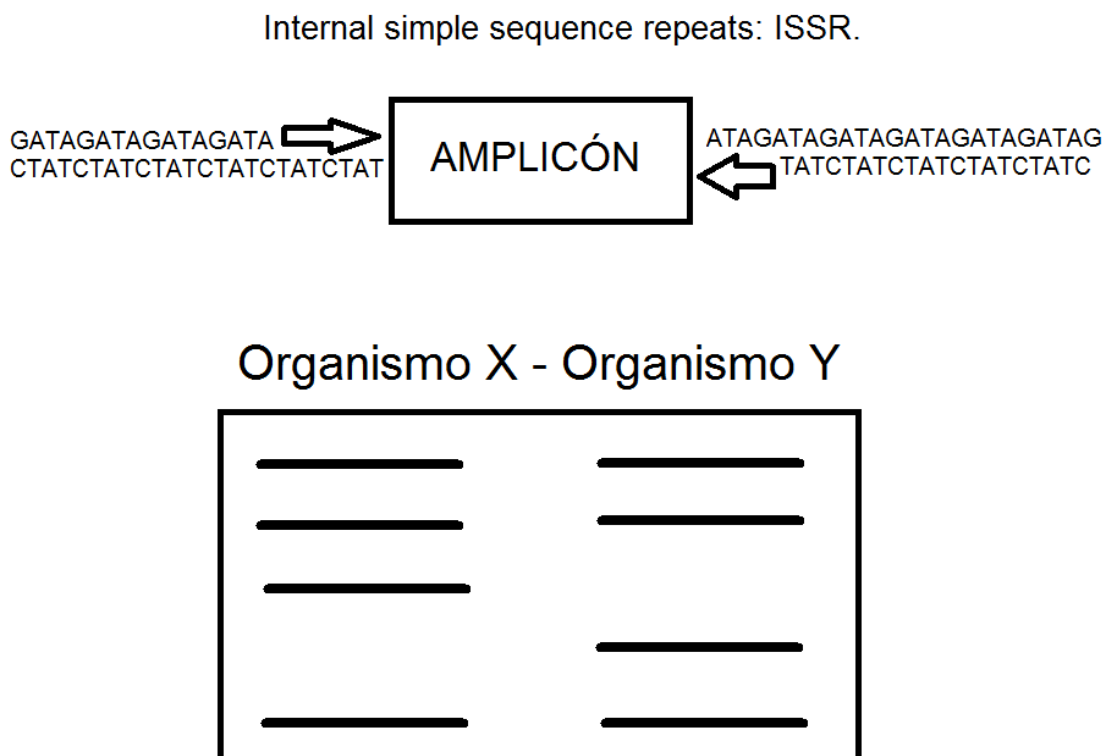 Internal simple sequence repeats: ISSR.
GATAGATAGATAGATA
CTATCTATCTATCTATCTATCTAT
AMPLICÓN
ATAGATAGATAGATAGATAGATAG
TATCTATCTATCTATCTATC
Organismo X - Organismo Y